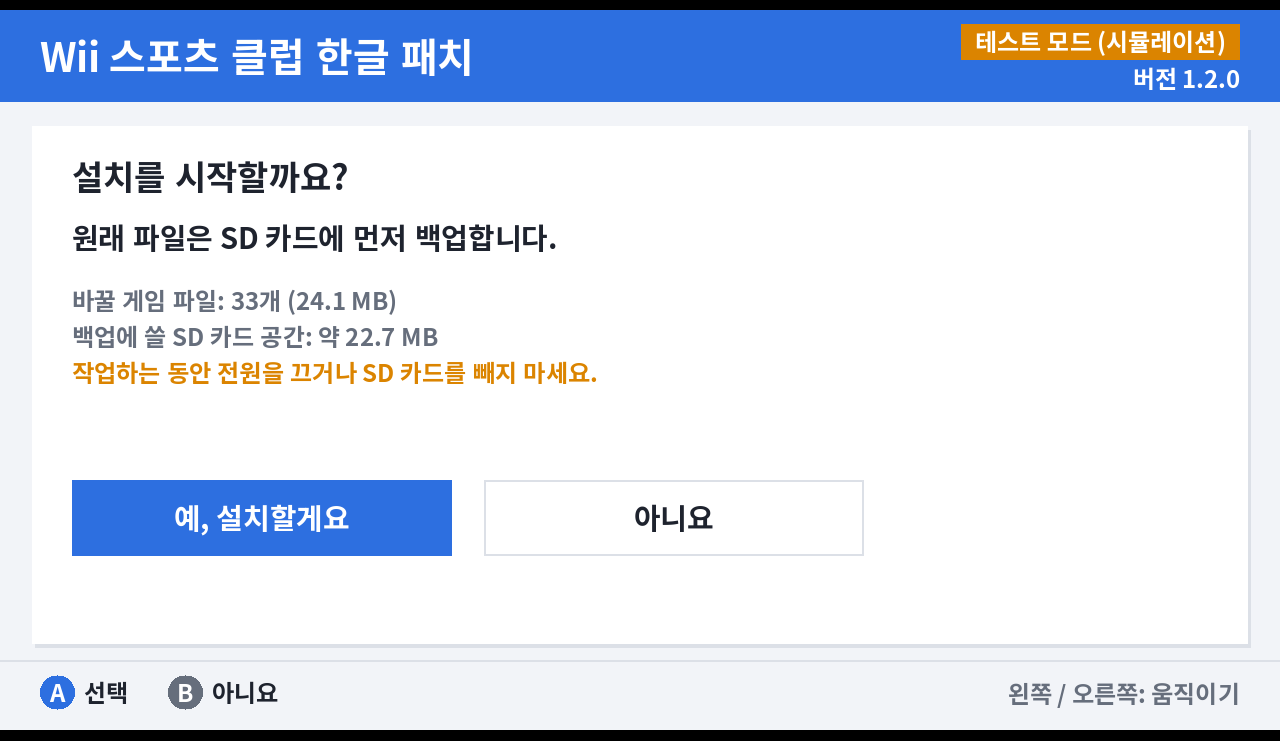 Wii 스포츠 클럽 한글 패치
테스트 모드 (시뮬레이션)
버전 1.2.0
설치를 시작할까요?
원래 파일은 SD 카드에 먼저 백업합니다.
바꿀 게임 파일: 33개 (24.1 MB)
백업에 쓸 SD 카드 공간: 약 22.7 MB
작업하는 동안 전원을 끄거나 SD 카드를 빼지 마세요.
예, 설치할게요
아니요
A 선택
B 아니요
왼쪽 / 오른쪽: 움직이기